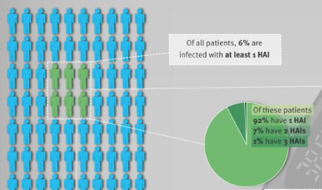 Of all patients, 6% are
infected with at least 1 HAI
Of these patients
92% have 1 HAI
7% have 2 HAIs
1% have 3 HAIs